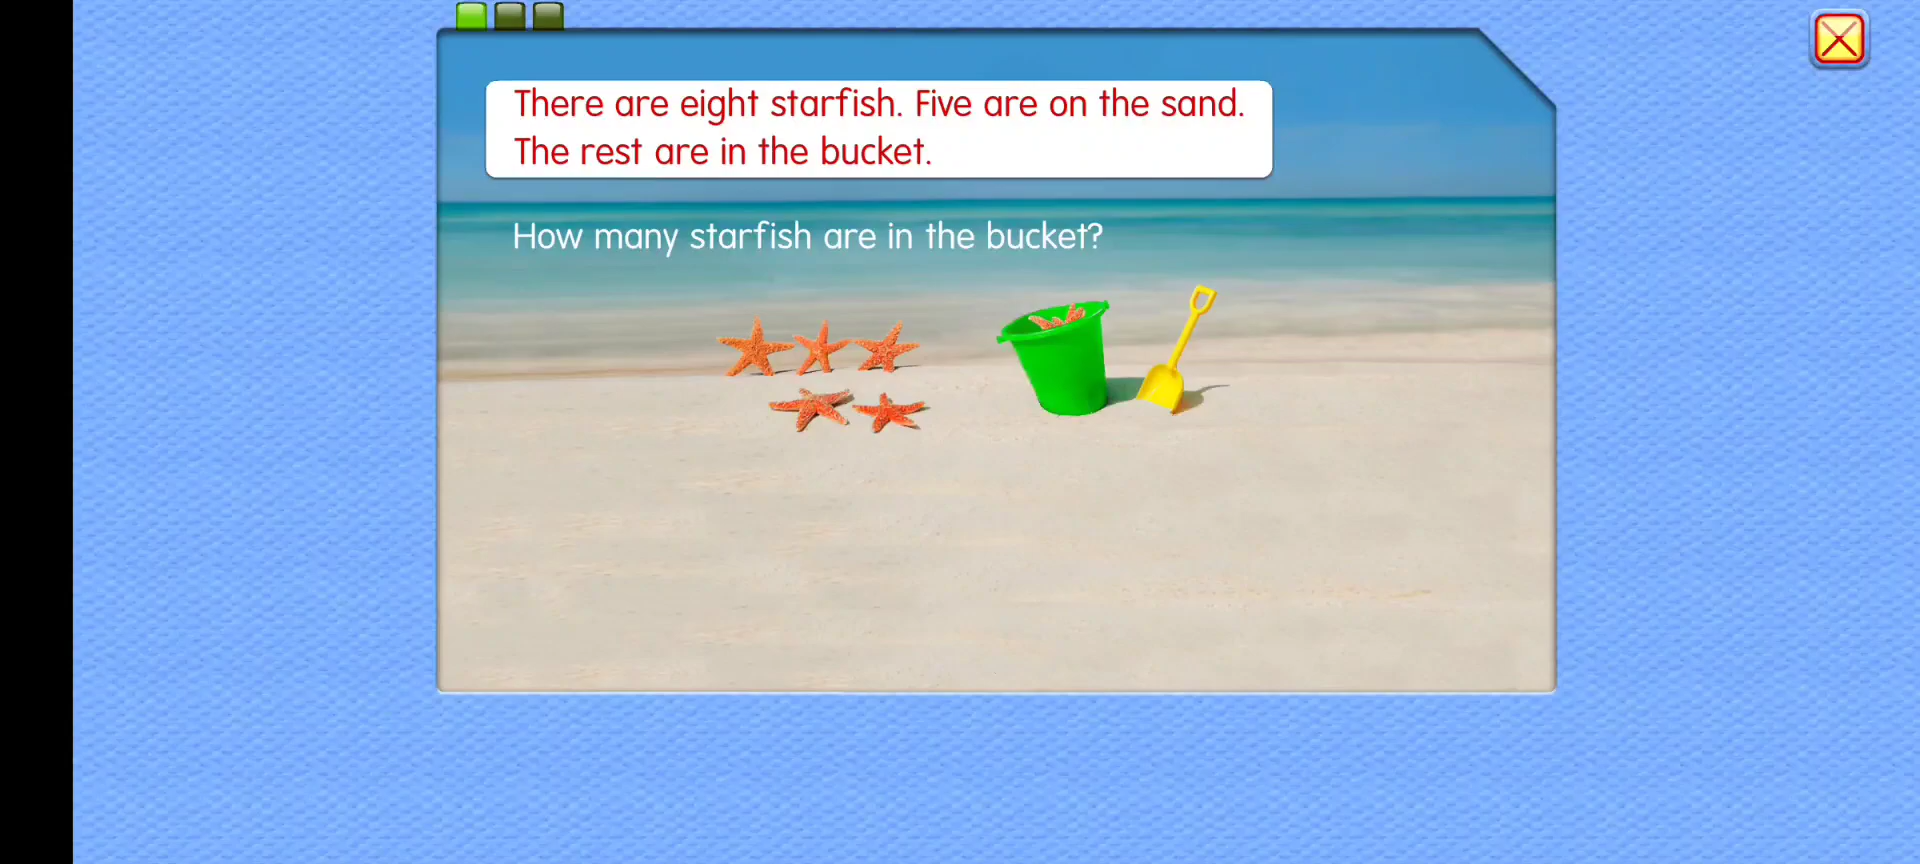 There are eight starfish. Five are on the sand.
The rest are in the bucket.
How many starfish are in the bucket?